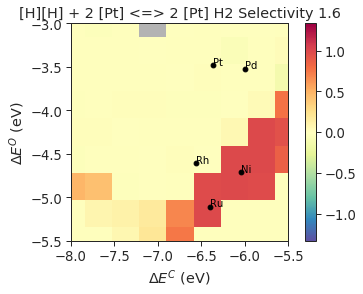 [H][H] + 2 [Pt] <=> 2 [Pt] H2 Selectivity 1.6
−3.0
−3.5
−4.0
−4.5
−5.0
−5.5
ΔE^O (eV)
Pt
Pd
Rh
Ni
Ru
−8.0 −7.5 −7.0 −6.5 −6.0 −5.5
ΔE^C (eV)
1.0
0.5
0.0
−0.5
−1.0